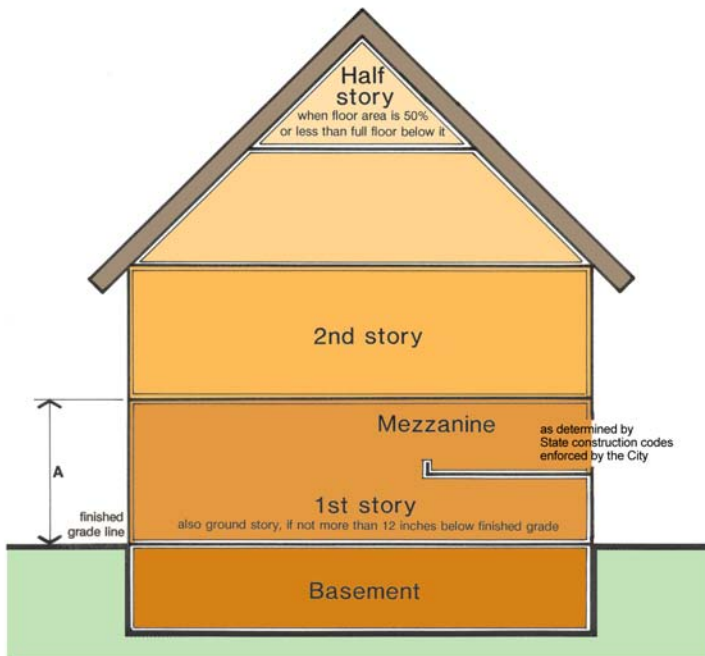 Half
story
when floor area is 50%
or less than full floor below it
2nd story
Mezzanine
as determined by
State construction codes
enforced by the City
A
1st story
also ground story, if not more than 12 inches below finished grade
finished
grade line
Basement